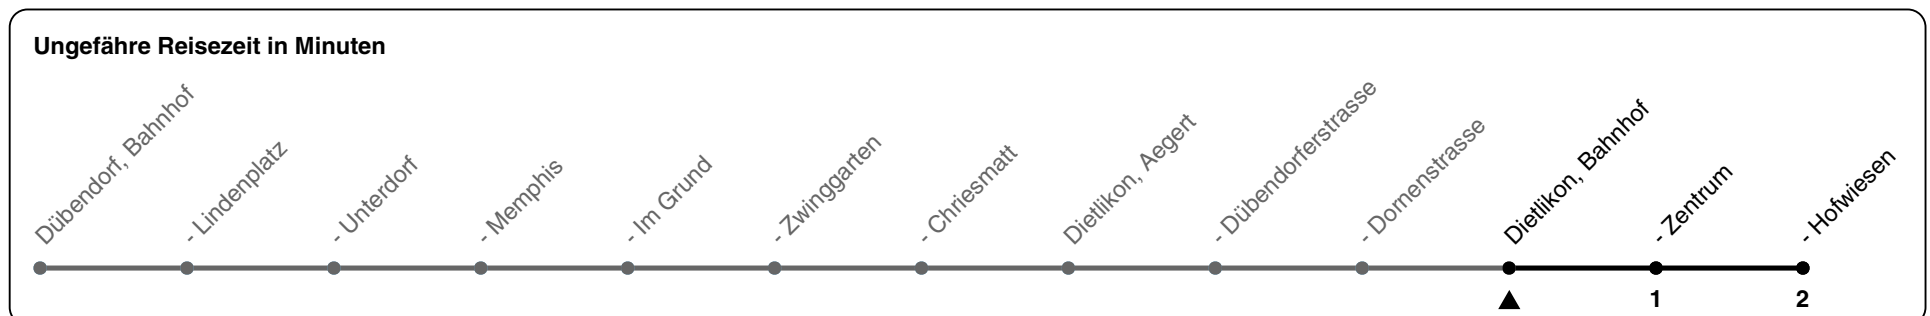 Ungefähre Reisezeit in Minuten
Dübendorf, Bahnhof
- Lindenplatz
- Unterdorf
- Memphis
- Im Grund
- Zwinggarten
- Chriesmatt
Dietlikon, Aegert
- Dübendorferstrasse
- Dornenstrasse
Dietlikon, Bahnhof
- Zentrum
- Hofwiesen
1
2